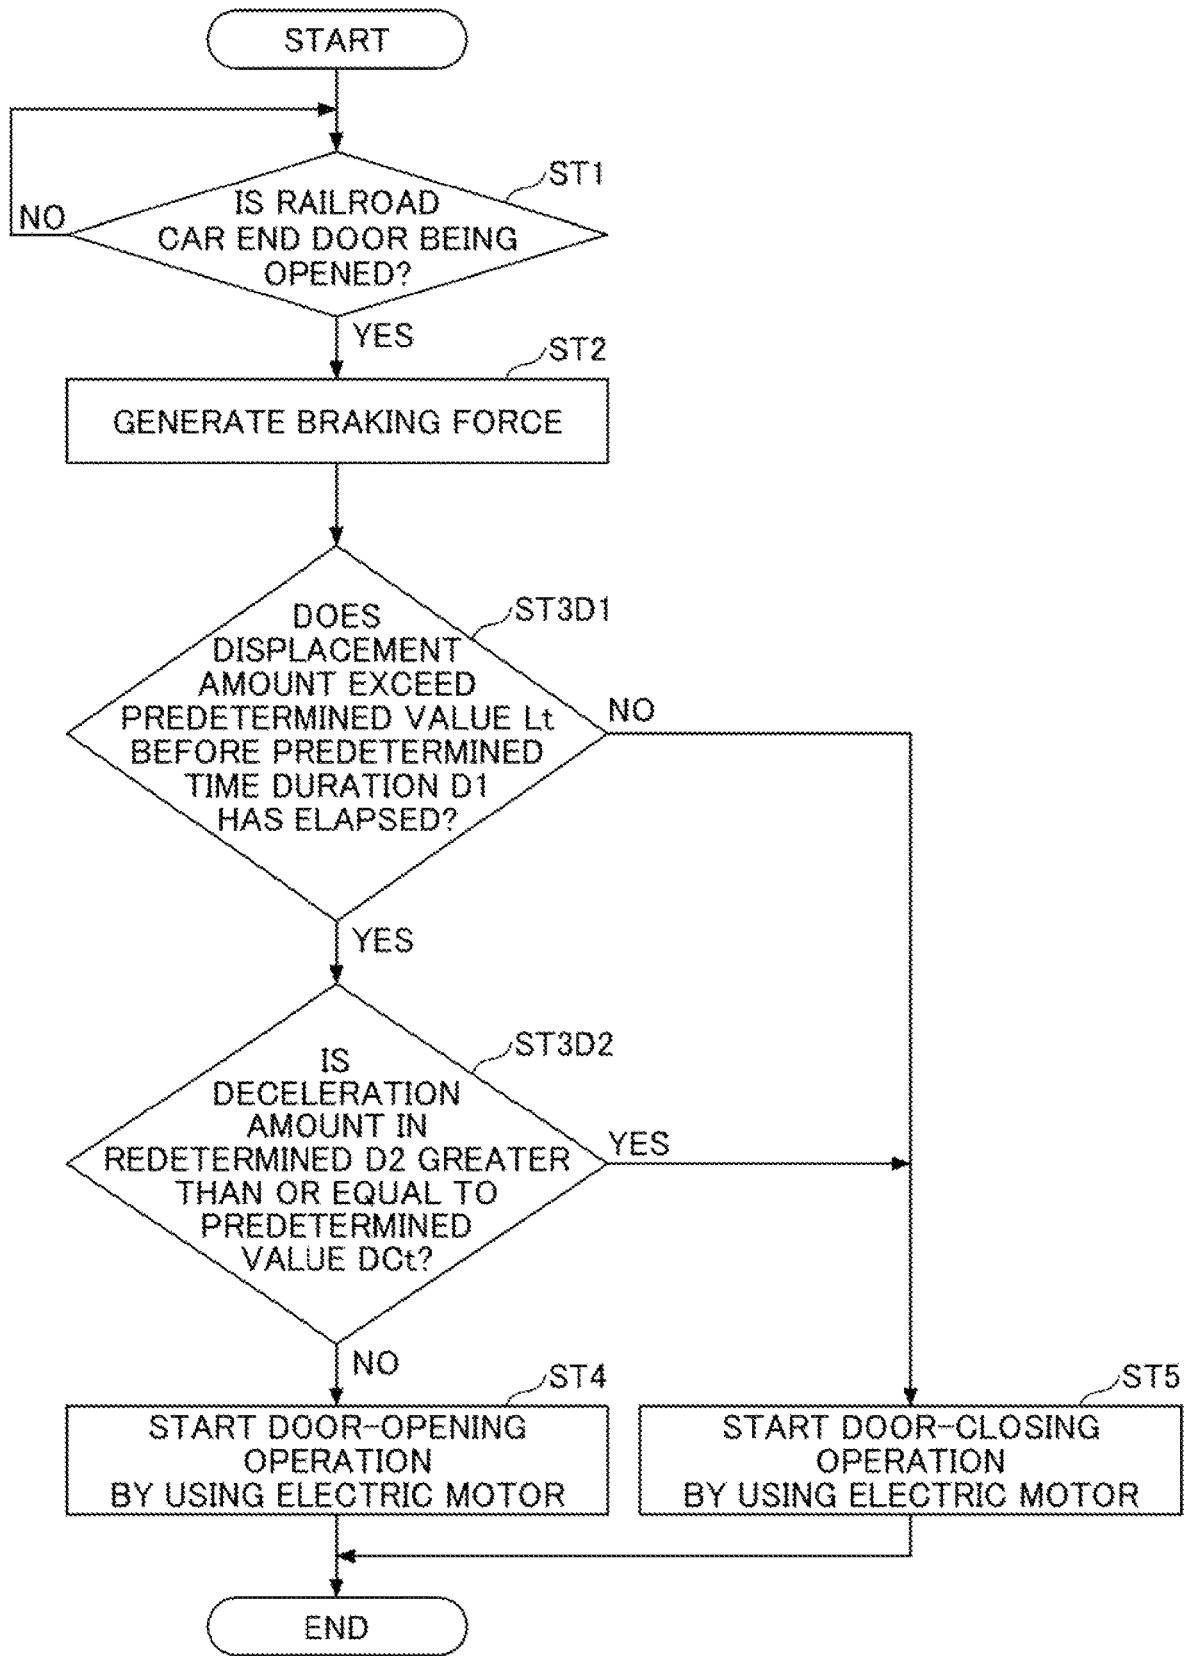 START
ST1
IS RAILROAD
CAR END DOOR BEING
OPENED?
NO
YES
ST2
GENERATE BRAKING FORCE
ST3D1
DOES
DISPLACEMENT
AMOUNT EXCEED
PREDETERMINED VALUE Lt
BEFORE PREDETERMINED
TIME DURATION D1
HAS ELAPSED?
NO
YES
ST3D2
IS
DECELERATION
AMOUNT IN
REDETERMINED D2 GREATER
THAN OR EQUAL TO
PREDETERMINED
VALUE DCt?
YES
NO
ST4
START DOOR-OPENING
OPERATION
BY USING ELECTRIC MOTOR
ST5
START DOOR-CLOSING
OPERATION
BY USING ELECTRIC MOTOR
END